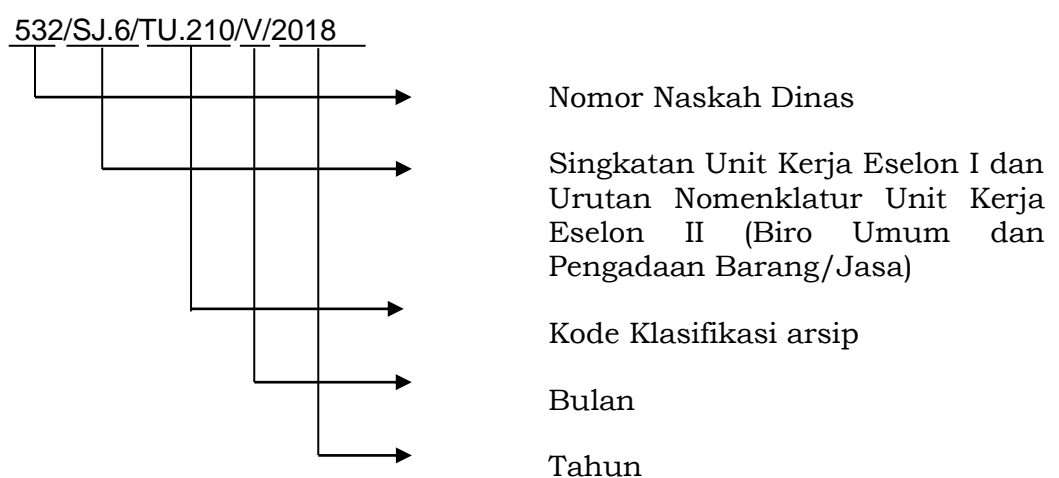 532/SJ.6/TU.210/V/2018
Nomor Naskah Dinas
Singkatan Unit Kerja Eselon I dan
Urutan Nomenklatur Unit Kerja
Eselon II (Biro Umum dan
Pengadaan Barang/Jasa)
Kode Klasifikasi arsip
Bulan
Tahun